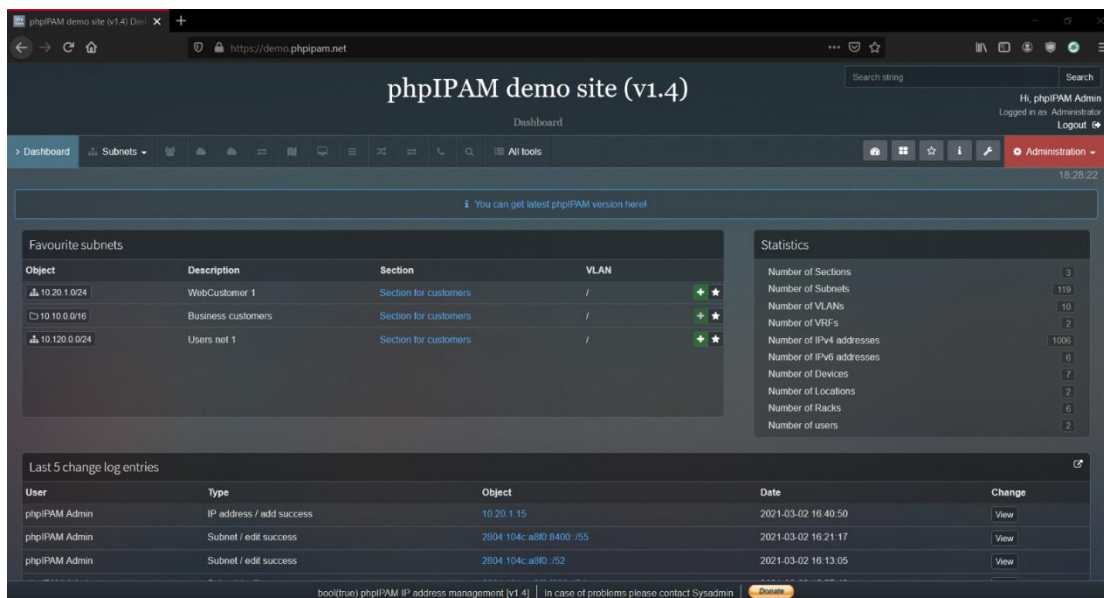 phpIPAM demo site (v1.4) Das
https://demo.phpipam.net
phpIPAM demo site (v1.4)
Dashboard
Search string
Search
Hi, phpIPAM Admin
Logged in as Administrator
Logout
> Dashboard Subnets All tools Administration
18:28:22
You can get latest phpIPAM version here!
Favourite subnets
Object Description Section VLAN
10.20.1.0/24 WebCustomer 1 Section for customers /
10.10.0.0/16 Business customers Section for customers /
10.120.0.0/24 Users net 1 Section for customers /
Statistics
Number of Sections 3
Number of Subnets 119
Number of VLANs 10
Number of VRFs 2
Number of IPv4 addresses 1006
Number of IPv6 addresses 6
Number of Devices 7
Number of Locations 2
Number of Racks 6
Number of users 2
Last 5 change log entries
User Type Object Date Change
phpIPAM Admin IP address / add success 10.20.1.15 2021-03-02 16:40:50 View
phpIPAM Admin Subnet / edit success 2804:104c:a8f0:8400::/55 2021-03-02 16:21:17 View
phpIPAM Admin Subnet / edit success 2804:104c:a8f0::/52 2021-03-02 16:13:05 View
bool(true) phpIPAM IP address management [v1.4] | In case of problems please contact Sysadmin | Donate